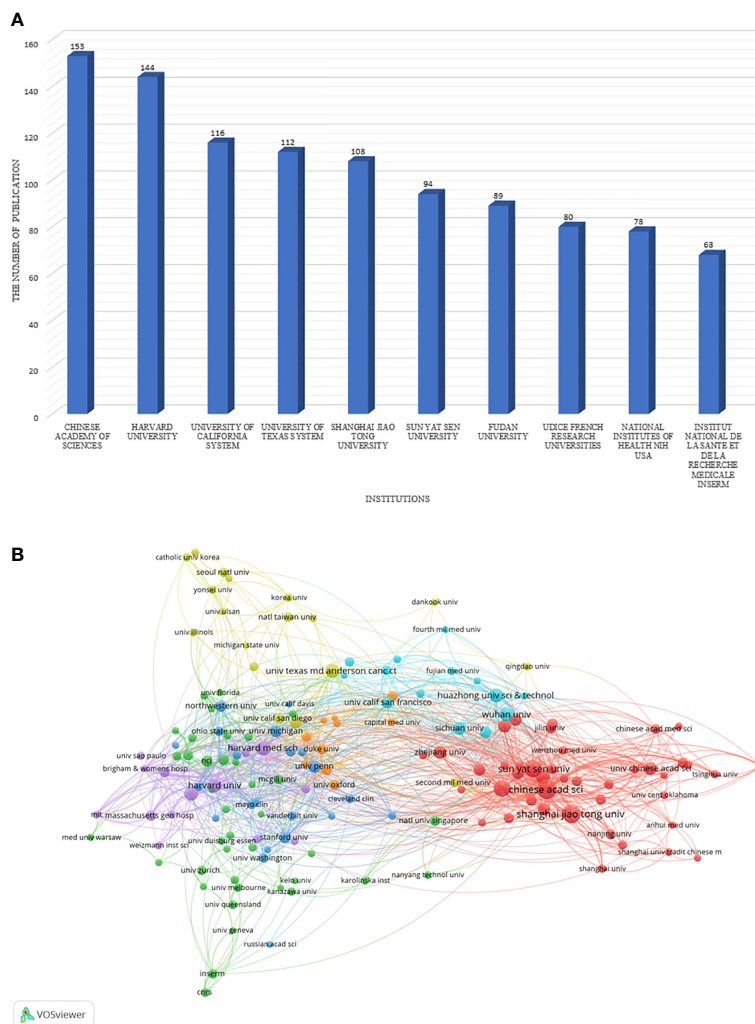 A
160
140
120
100
80
60
40
20
0
THE NUMBER OF PUBLICATION
153
144
116
112
108
94
89
80
78
68
CHINESE
ACADEMY OF
SCIENCES
HARVARD
UNIVERSITY
UNIVERSITY OF
CALIFORNIA
SYSTEM
UNIVERSITY OF
TEXAS SYSTEM
SHANGHAI JIAO
TONG
UNIVERSITY
SUN YAT SEN
UNIVERSITY
FUDAN
UNIVERSITY
UDICE FRENCH
RESEARCH
UNIVERSITIES
NATIONAL
INSTITUTES OF
HEALTH NIH
USA
INSTITUT
NATIONAL DE
LA SANTE ET
DE LA
RECHERCHE
MEDICALE
INSERM
INSTITUTIONS
B
catholic univ korea
seoul natl univ
yonsei univ
korea univ
dankook univ
univ ulsan
natl taiwan univ
univ illinois
fourth mil med univ
michigan state univ
univ texas md anderson canc ct
fujian med univ
qingdao univ
univ florida
northwestern univ
univ calif davis
univ calif san francisco
huazhong univ sci & technol
univ calif san diego
capital med univ
wuhan univ
ohio state univ
univ michigan
sichuan univ
jilin univ
chinese acad med sci
harvard med sch
duke univ
zhejiang univ
wenzhou med univ
univ sao paulo
nci
brigham & womens hosp
univ penn
sun yat sen univ
univ chinese acad sci
tsinghua univ
mcgill univ
harvard univ
univ oxford
second mil med univ
chinese acad sci
univ cent oklahoma
mayo clin
cleveland clin
mit
massachusetts gen hosp
vanderbilt univ
natl univ singapore
shanghai jiao tong univ
anhui med univ
med univ warsaw
weizmann inst sci
univ duisburg essen
stanford univ
nanjing univ
univ washington
shanghai univ tradit chinese m
univ zurich
shanghai univ
keio univ
karolinska inst
nanyang technol univ
univ melbourne
kanazawa univ
univ queensland
univ geneva
russian acad sci
inserm
cnrs
VOSviewer